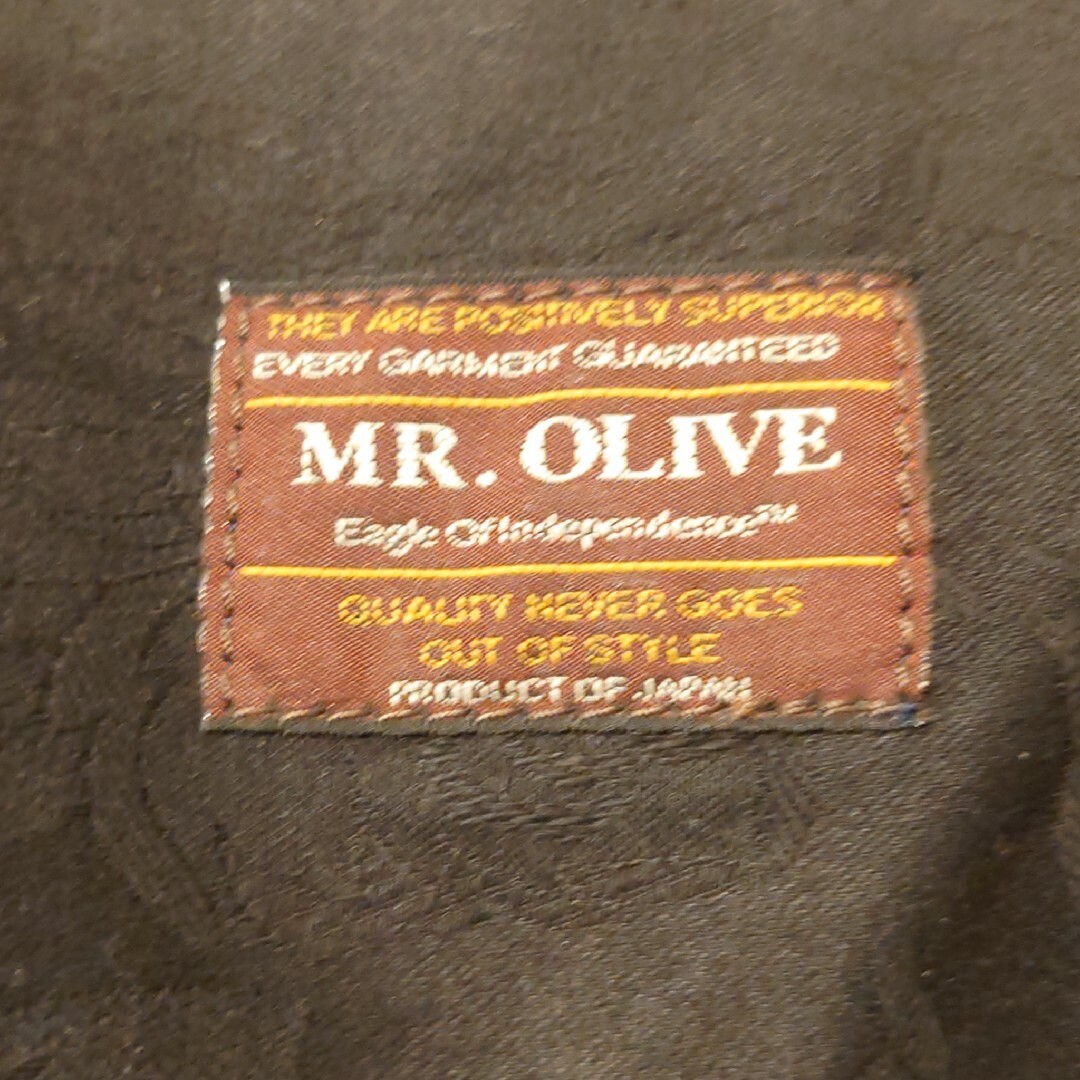 THEY ARE POSITIVELY SUPERIOR
EVERY GARMENT GUARANTEED
MR. OLIVE
Eagle Of Independence™
QUALITY NEVER GOES
OUT OF STYLE
PRODUCT OF JAPAN